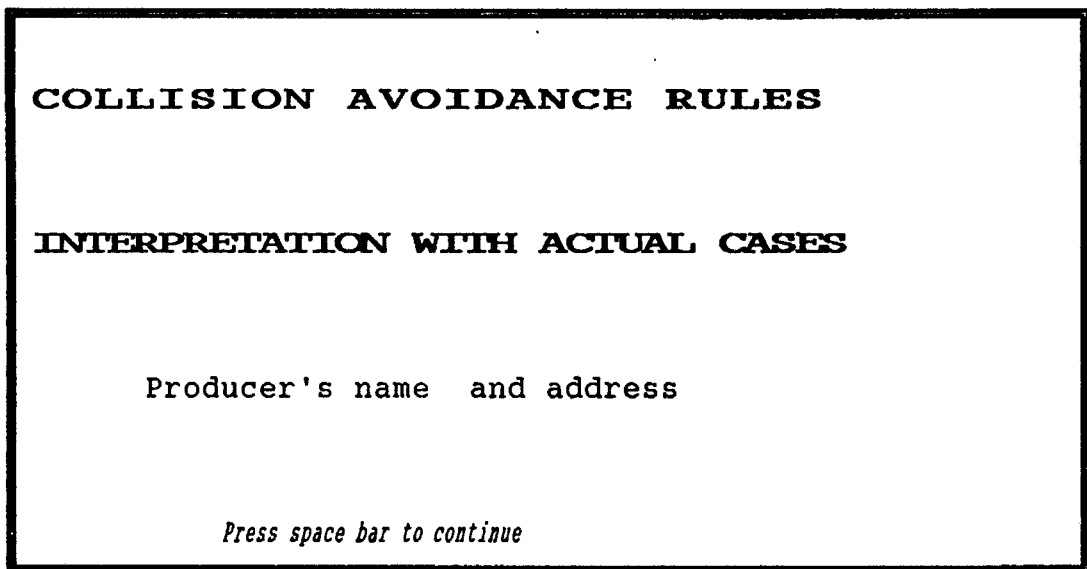 COLLISION AVOIDANCE RULES
INTERPRETATION WITH ACTUAL CASES
Producer's name and address
Press space bar to continue